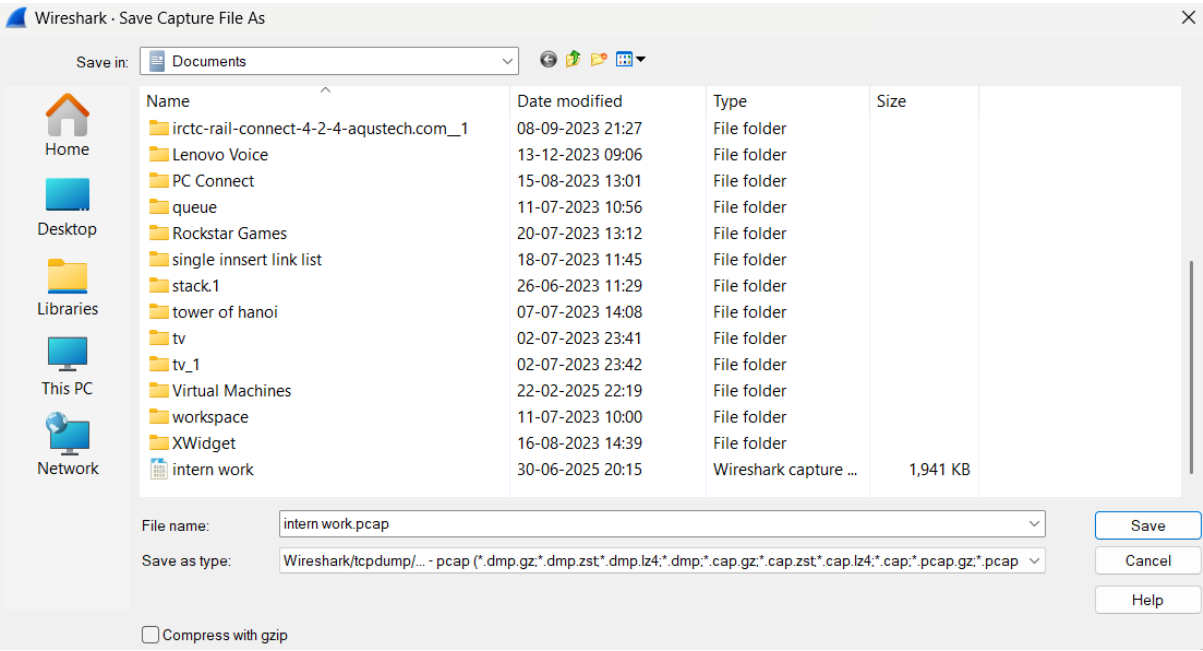 Wireshark · Save Capture File As
Save in: Documents
Name Date modified Type Size
irctc-rail-connect-4-2-4-aqustech.com__1 08-09-2023 21:27 File folder
Lenovo Voice 13-12-2023 09:06 File folder
PC Connect 15-08-2023 13:01 File folder
queue 11-07-2023 10:56 File folder
Rockstar Games 20-07-2023 13:12 File folder
single innsert link list 18-07-2023 11:45 File folder
stack.1 26-06-2023 11:29 File folder
tower of hanoi 07-07-2023 14:08 File folder
tv 02-07-2023 23:41 File folder
tv_1 02-07-2023 23:42 File folder
Virtual Machines 22-02-2025 22:19 File folder
workspace 11-07-2023 10:00 File folder
XWidget 16-08-2023 14:39 File folder
intern work 30-06-2025 20:15 Wireshark capture ... 1,941 KB
Home
Desktop
Libraries
This PC
Network
File name: intern work.pcap Save
Save as type: Wireshark/tcpdump/... - pcap (*.dmp.gz;*.dmp.zst;*.dmp.lz4;*.dmp;*.cap.gz;*.cap.zst;*.cap.lz4;*.cap;*.pcap.gz;*.pcap Cancel
Help
Compress with gzip